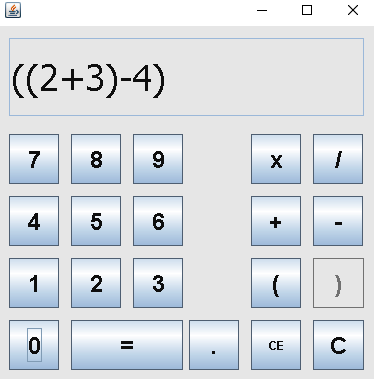 ((2+3)-4)
7 8 9 x /
4 5 6 + -
1 2 3 ( )
0 = . CE C